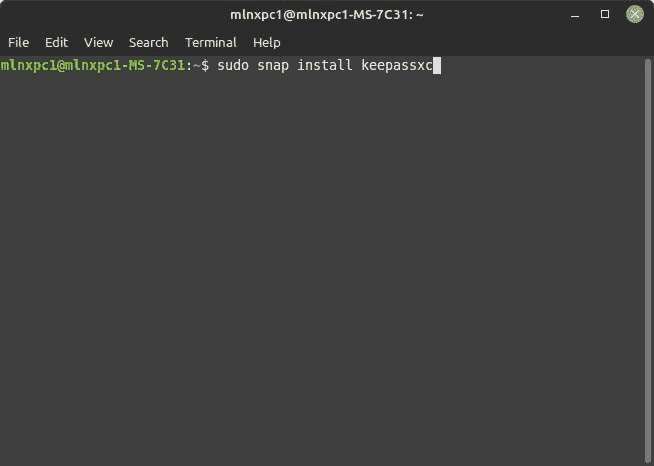 mlnxpc1@mlnxpc1-MS-7C31: ~
File Edit View Search Terminal Help
mlnxpc1@mlnxpc1-MS-7C31:~$ sudo snap install keepassxc